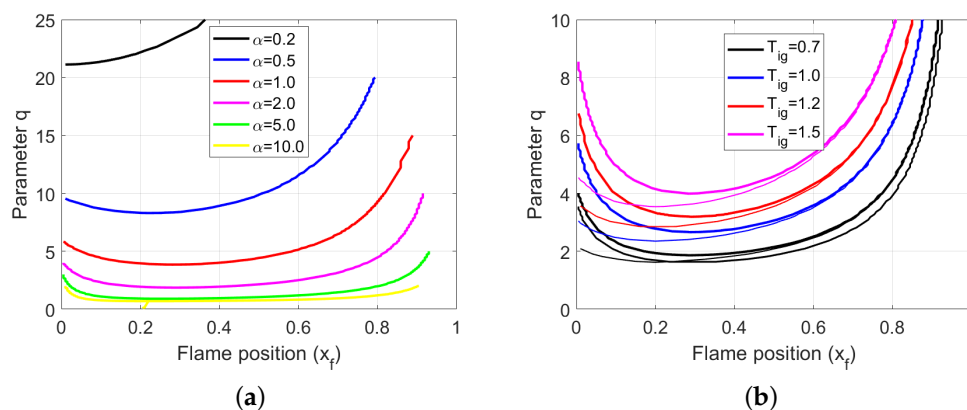 25
20
15
10
5
0
Parameter q
α=0.2
α=0.5
α=1.0
α=2.0
α=5.0
α=10.0
0 0.2 0.4 0.6 0.8 1
Flame position (x_f)
(a)
10
8
6
4
2
0
Parameter q
T_ig=0.7
T_ig=1.0
T_ig=1.2
T_ig=1.5
0 0.2 0.4 0.6 0.8
Flame position (x_f)
(b)